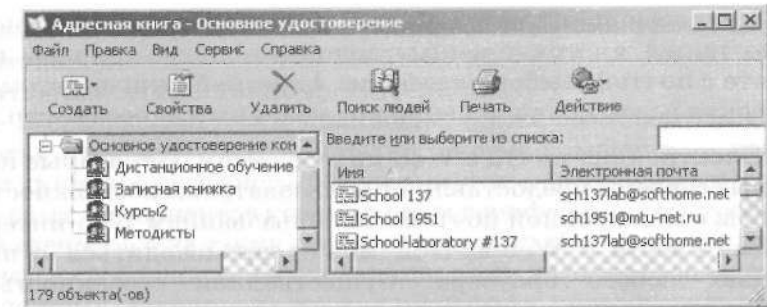 Адресная книга - Основное удостоверение
Файл Правка Вид Сервис Справка
Создать Свойства Удалить Поиск людей Печать Действие
Основное удостоверение кон
Дистанционное обучение
Записная книжка
Курсы2
Методисты
Введите или выберите из списка:
Имя Электронная почта
School 137 sch137lab@softhome.net
School 1951 sch1951@mtu-net.ru
School-laboratory #137 sch137lab@softhome.net
179 объекта(-ов)